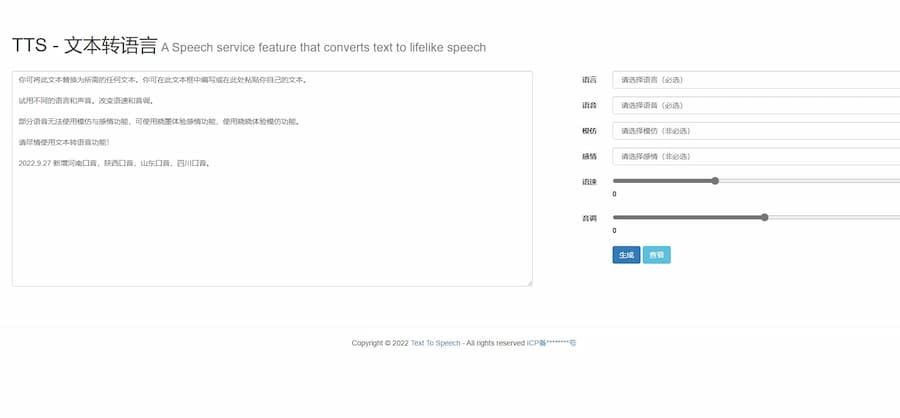 TTS - 文本转语言 A Speech service feature that converts text to lifelike speech
你可将此文本替换为所需的任何文本。你可在此文本框中编写或在此处粘贴你自己的文本。
试用不同的语言和声音。改变语速和音调。
部分语音无法使用模仿与感情功能，可使用晓墨体验感情功能，使用晓晓体验模仿功能。
请尽情使用文本转语音功能！
2022.9.27 新增河南口音，陕西口音，山东口音，四川口音。
语言 请选择语言（必选）
语音 请选择语音（必选）
模仿 请选择模仿（非必选）
感情 请选择感情（非必选）
语速
0
音调
0
生成
Copyright © 2022 Text To Speech - All rights reserved ICP备********号